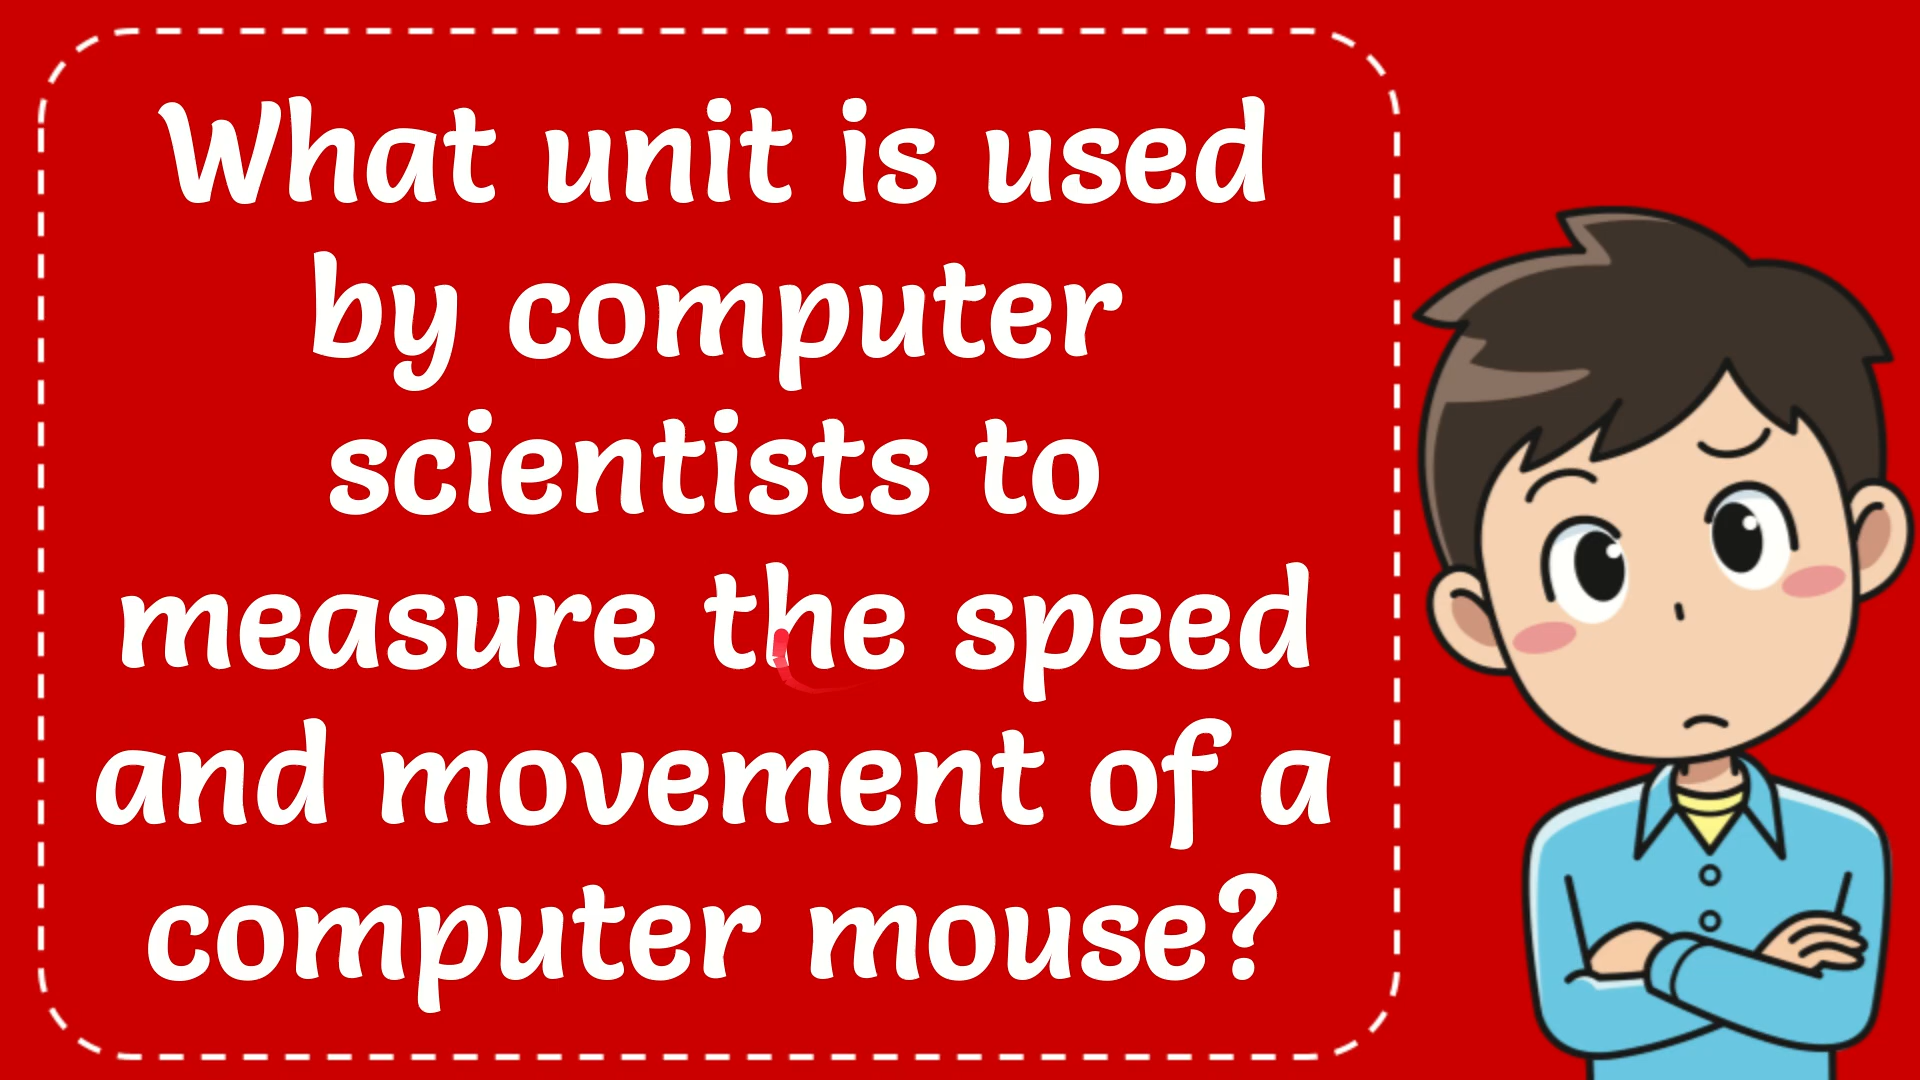 What unit is used
by computer
scientists to
measure the speed
and movement of a
computer mouse?